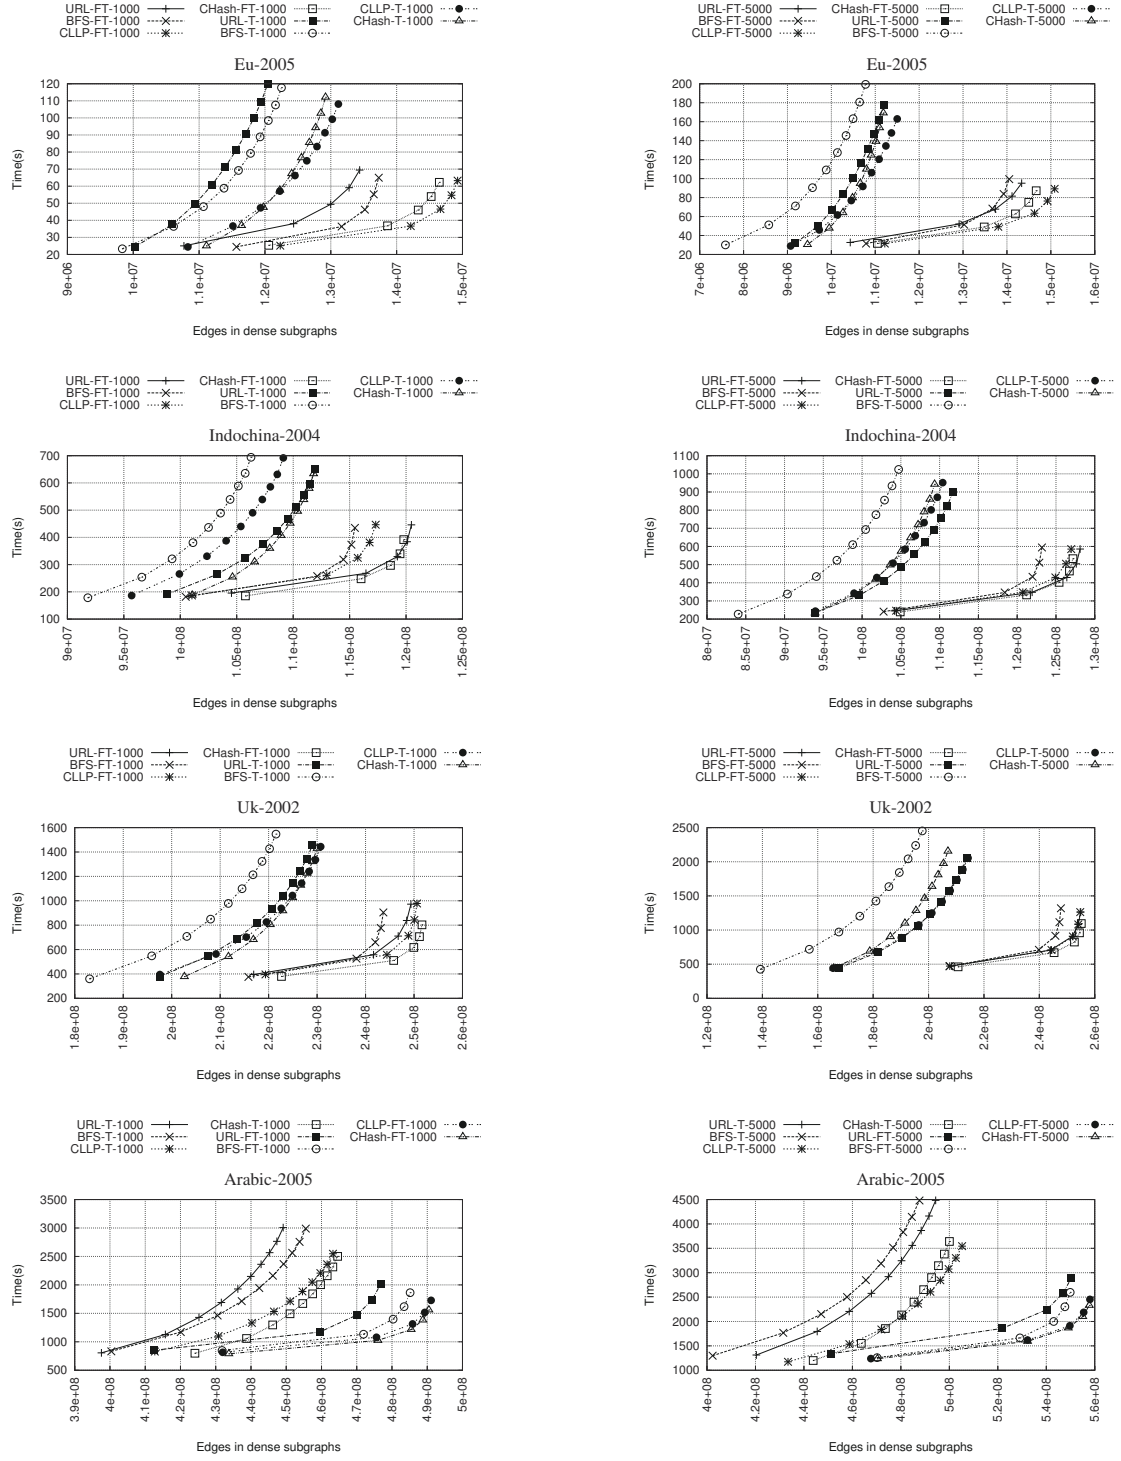 URL-FT-1000 CHash-FT-1000 CLLP-T-1000
BFS-FT-1000 URL-T-1000 CHash-T-1000
CLLP-FT-1000 BFS-T-1000
Eu-2005
Time(s)
120
110
100
90
80
70
60
50
40
30
20
9e+06 1e+07 1.1e+07 1.2e+07 1.3e+07 1.4e+07 1.5e+07
Edges in dense subgraphs
URL-FT-5000 CHash-FT-5000 CLLP-T-5000
BFS-FT-5000 URL-T-5000 CHash-T-5000
CLLP-FT-5000 BFS-T-5000
Eu-2005
Time(s)
200
180
160
140
120
100
80
60
40
20
7e+06 8e+06 9e+06 1e+07 1.1e+07 1.2e+07 1.3e+07 1.4e+07 1.5e+07 1.6e+07
Edges in dense subgraphs
URL-FT-1000 CHash-FT-1000 CLLP-T-1000
BFS-FT-1000 URL-T-1000 CHash-T-1000
CLLP-FT-1000 BFS-T-1000
Indochina-2004
Time(s)
700
600
500
400
300
200
100
9e+07 9.5e+07 1e+08 1.05e+08 1.1e+08 1.15e+08 1.2e+08 1.25e+08
Edges in dense subgraphs
URL-FT-5000 CHash-FT-5000 CLLP-T-5000
BFS-FT-5000 URL-T-5000 CHash-T-5000
CLLP-FT-5000 BFS-T-5000
Indochina-2004
Time(s)
1100
1000
900
800
700
600
500
400
300
200
8e+07 8.5e+07 9e+07 9.5e+07 1e+08 1.05e+08 1.1e+08 1.15e+08 1.2e+08 1.25e+08 1.3e+08
Edges in dense subgraphs
URL-FT-1000 CHash-FT-1000 CLLP-T-1000
BFS-FT-1000 URL-T-1000 CHash-T-1000
CLLP-FT-1000 BFS-T-1000
Uk-2002
Time(s)
1600
1400
1200
1000
800
600
400
200
1.8e+08 1.9e+08 2e+08 2.1e+08 2.2e+08 2.3e+08 2.4e+08 2.5e+08 2.6e+08
Edges in dense subgraphs
URL-FT-5000 CHash-FT-5000 CLLP-T-5000
BFS-FT-5000 URL-T-5000 CHash-T-5000
CLLP-FT-5000 BFS-T-5000
Uk-2002
Time(s)
2500
2000
1500
1000
500
0
1.2e+08 1.4e+08 1.6e+08 1.8e+08 2e+08 2.2e+08 2.4e+08 2.6e+08
Edges in dense subgraphs
URL-T-1000 CHash-T-1000 CLLP-FT-1000
BFS-T-1000 URL-FT-1000 CHash-FT-1000
CLLP-T-1000 BFS-FT-1000
Arabic-2005
Time(s)
3500
3000
2500
2000
1500
1000
500
3.9e+08 4e+08 4.1e+08 4.2e+08 4.3e+08 4.4e+08 4.5e+08 4.6e+08 4.7e+08 4.8e+08 4.9e+08 5e+08
Edges in dense subgraphs
URL-T-5000 CHash-T-5000 CLLP-FT-5000
BFS-T-5000 URL-FT-5000 CHash-FT-5000
CLLP-T-5000 BFS-FT-5000
Arabic-2005
Time(s)
4500
4000
3500
3000
2500
2000
1500
1000
4e+08 4.2e+08 4.4e+08 4.6e+08 4.8e+08 5e+08 5.2e+08 5.4e+08 5.6e+08
Edges in dense subgraphs